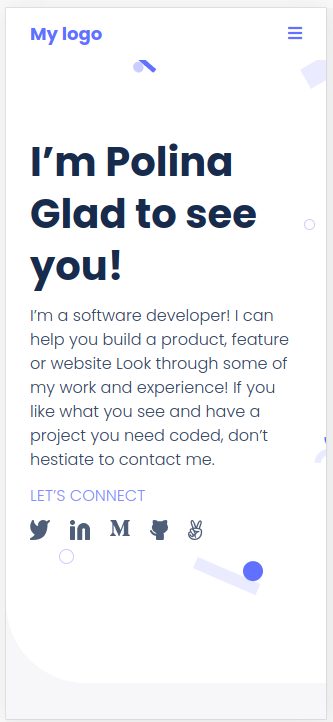 My logo
I’m Polina
Glad to see
you!
I’m a software developer! I can
help you build a product, feature
or website Look through some of
my work and experience! If you
like what you see and have a
project you need coded, don’t
hestiate to contact me.
LET’S CONNECT